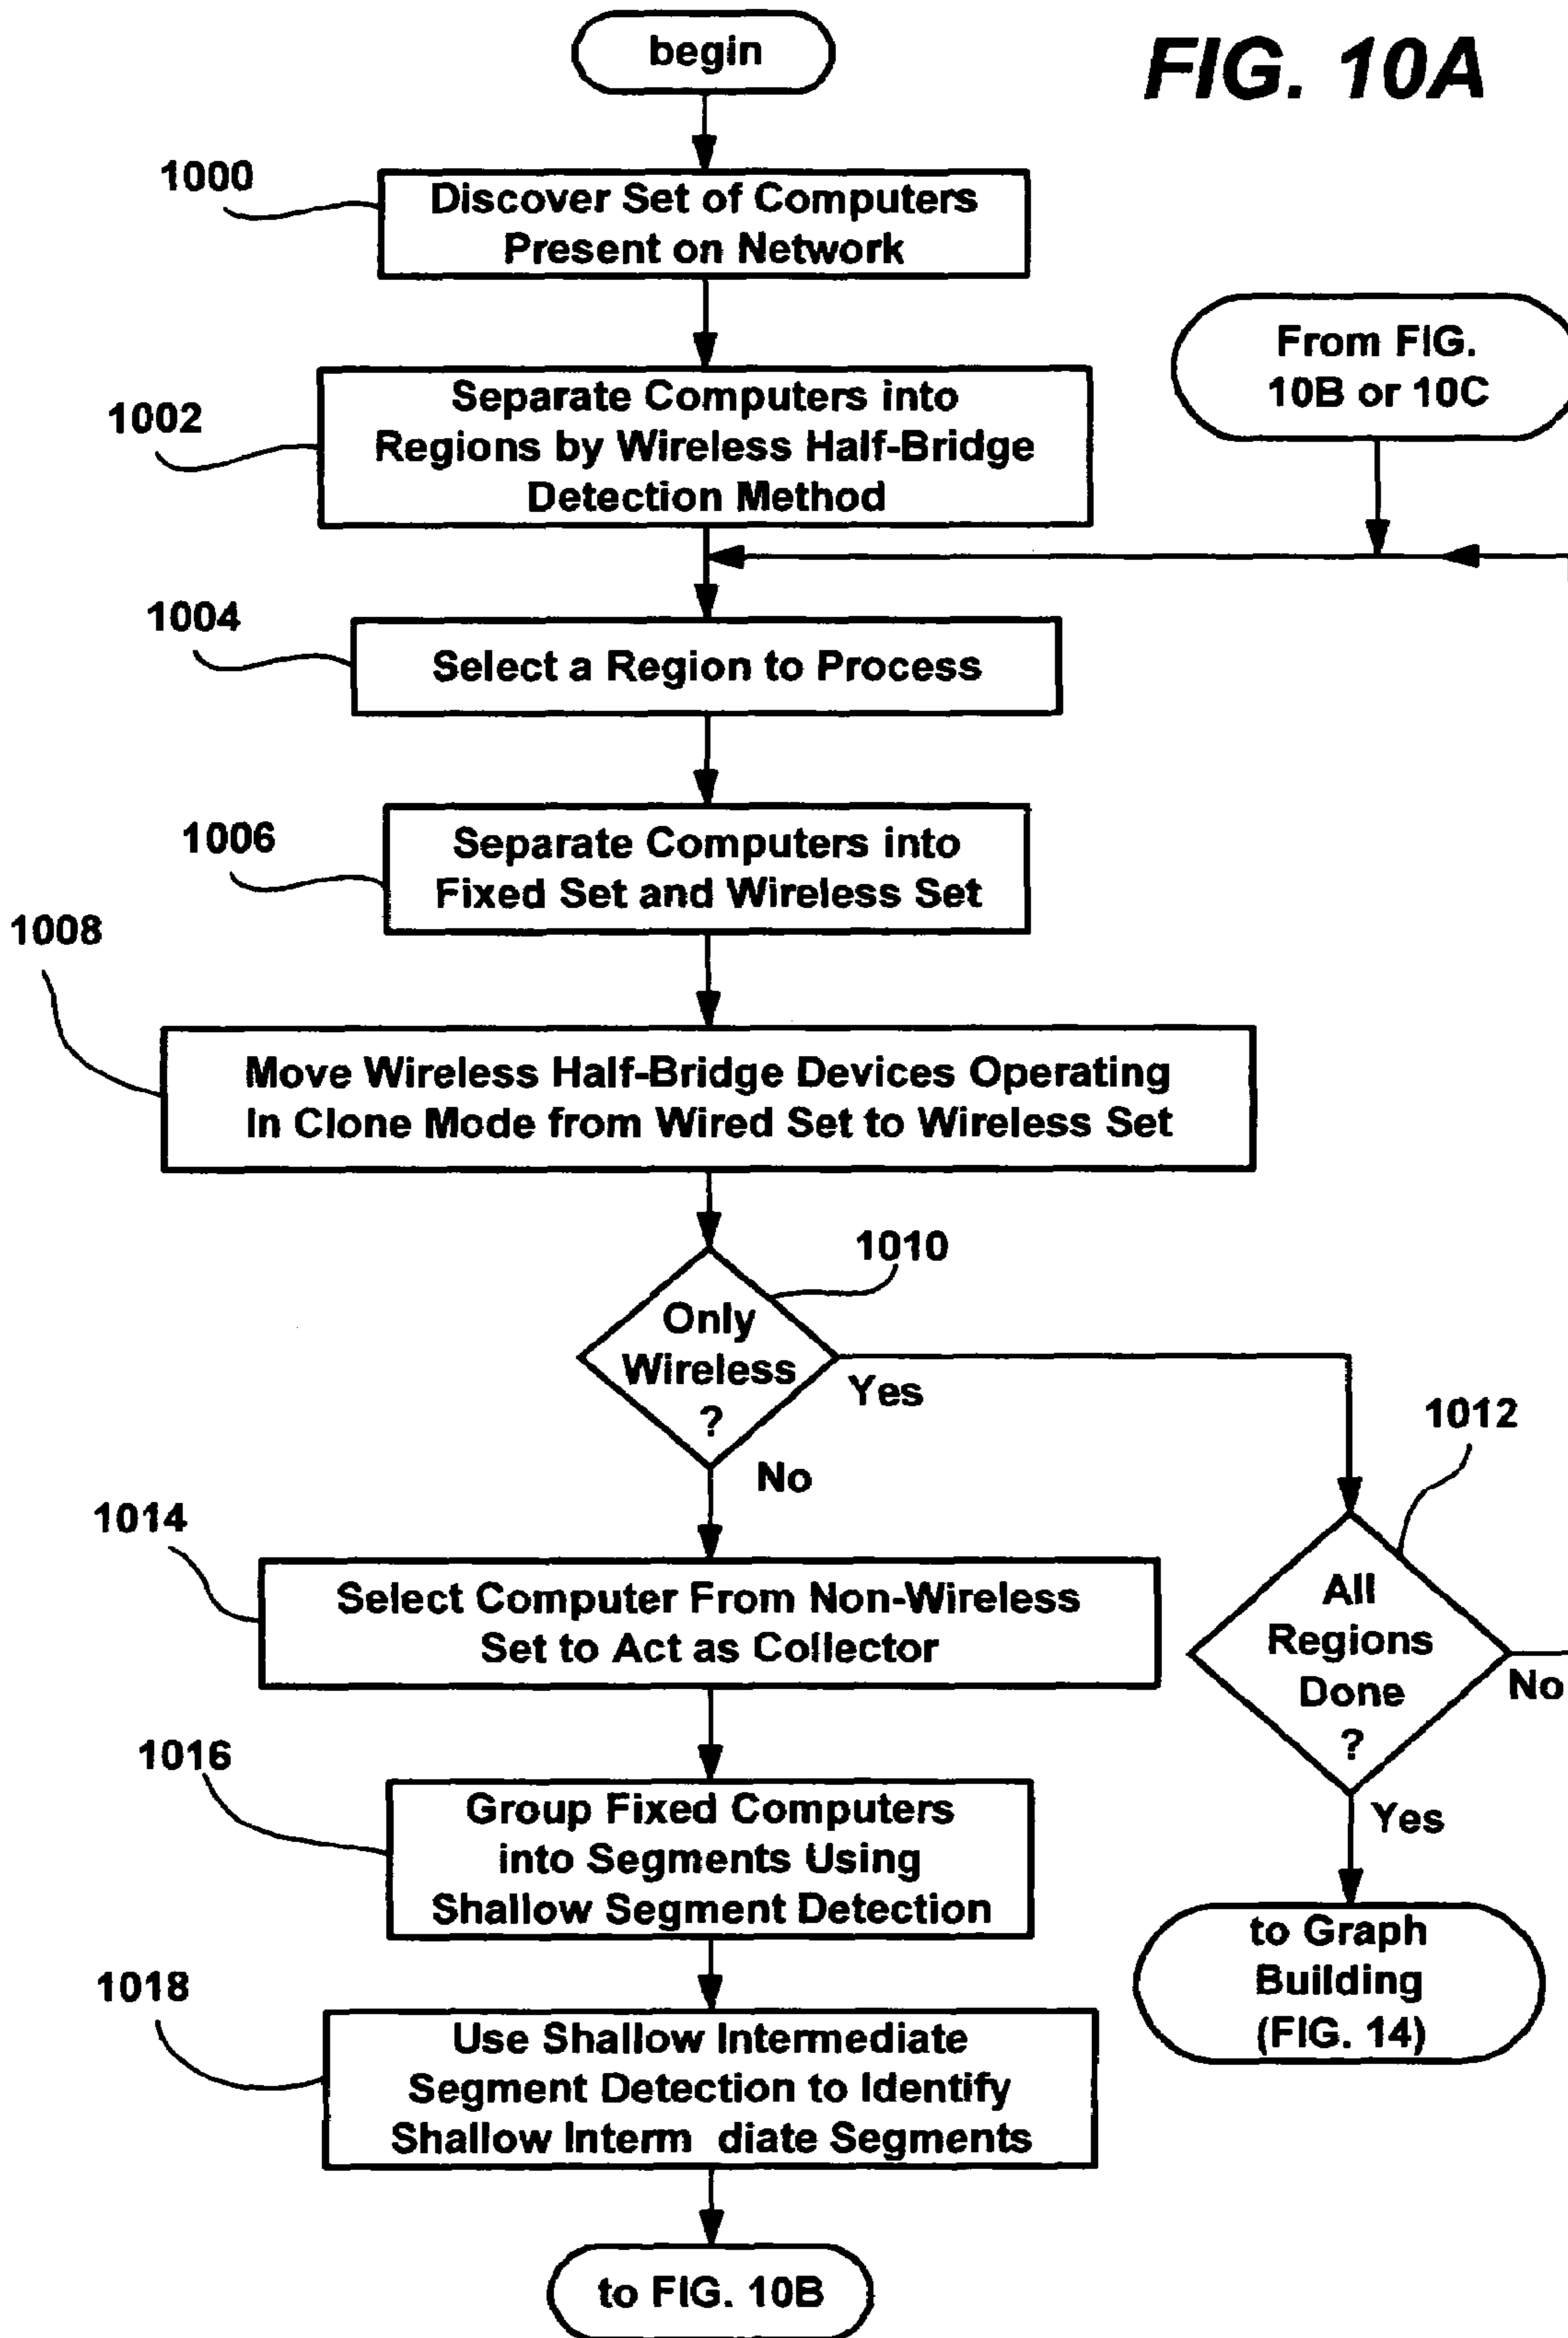 FIG. 10A
begin
1000
Discover Set of Computers
Present on Network
From FIG.
10B or 10C
1002
Separate Computers into
Regions by Wireless Half-Bridge
Detection Method
1004
Select a Region to Process
1006
Separate Computers into
Fixed Set and Wireless Set
1008
Move Wireless Half-Bridge Devices Operating
In Clone Mode from Wired Set to Wireless Set
1010
Only
Wireless
?
Yes
No
1012
All
Regions
Done
?
No
Yes
1014
Select Computer From Non-Wireless
Set to Act as Collector
1016
Group Fixed Computers
into Segments Using
Shallow Segment Detection
to Graph
Building
(FIG. 14)
1018
Use Shallow Intermediate
Segment Detection to Identify
Shallow Interm diate Segments
to FIG. 10B